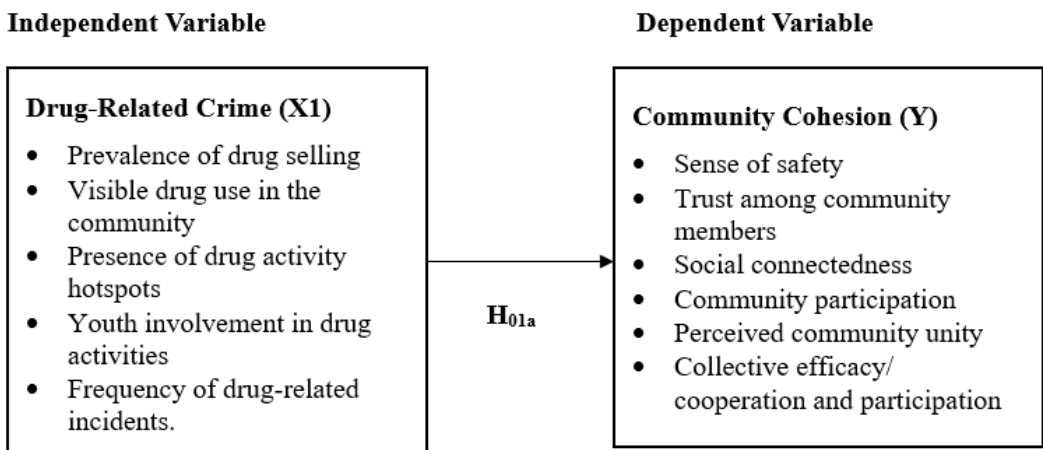 Independent Variable
Dependent Variable
Drug-Related Crime (X1)
• Prevalence of drug selling
• Visible drug use in the
community
• Presence of drug activity
hotspots
• Youth involvement in drug
activities
• Frequency of drug-related
incidents.
H01a
Community Cohesion (Y)
• Sense of safety
• Trust among community
members
• Social connectedness
• Community participation
• Perceived community unity
• Collective efficacy/
cooperation and participation